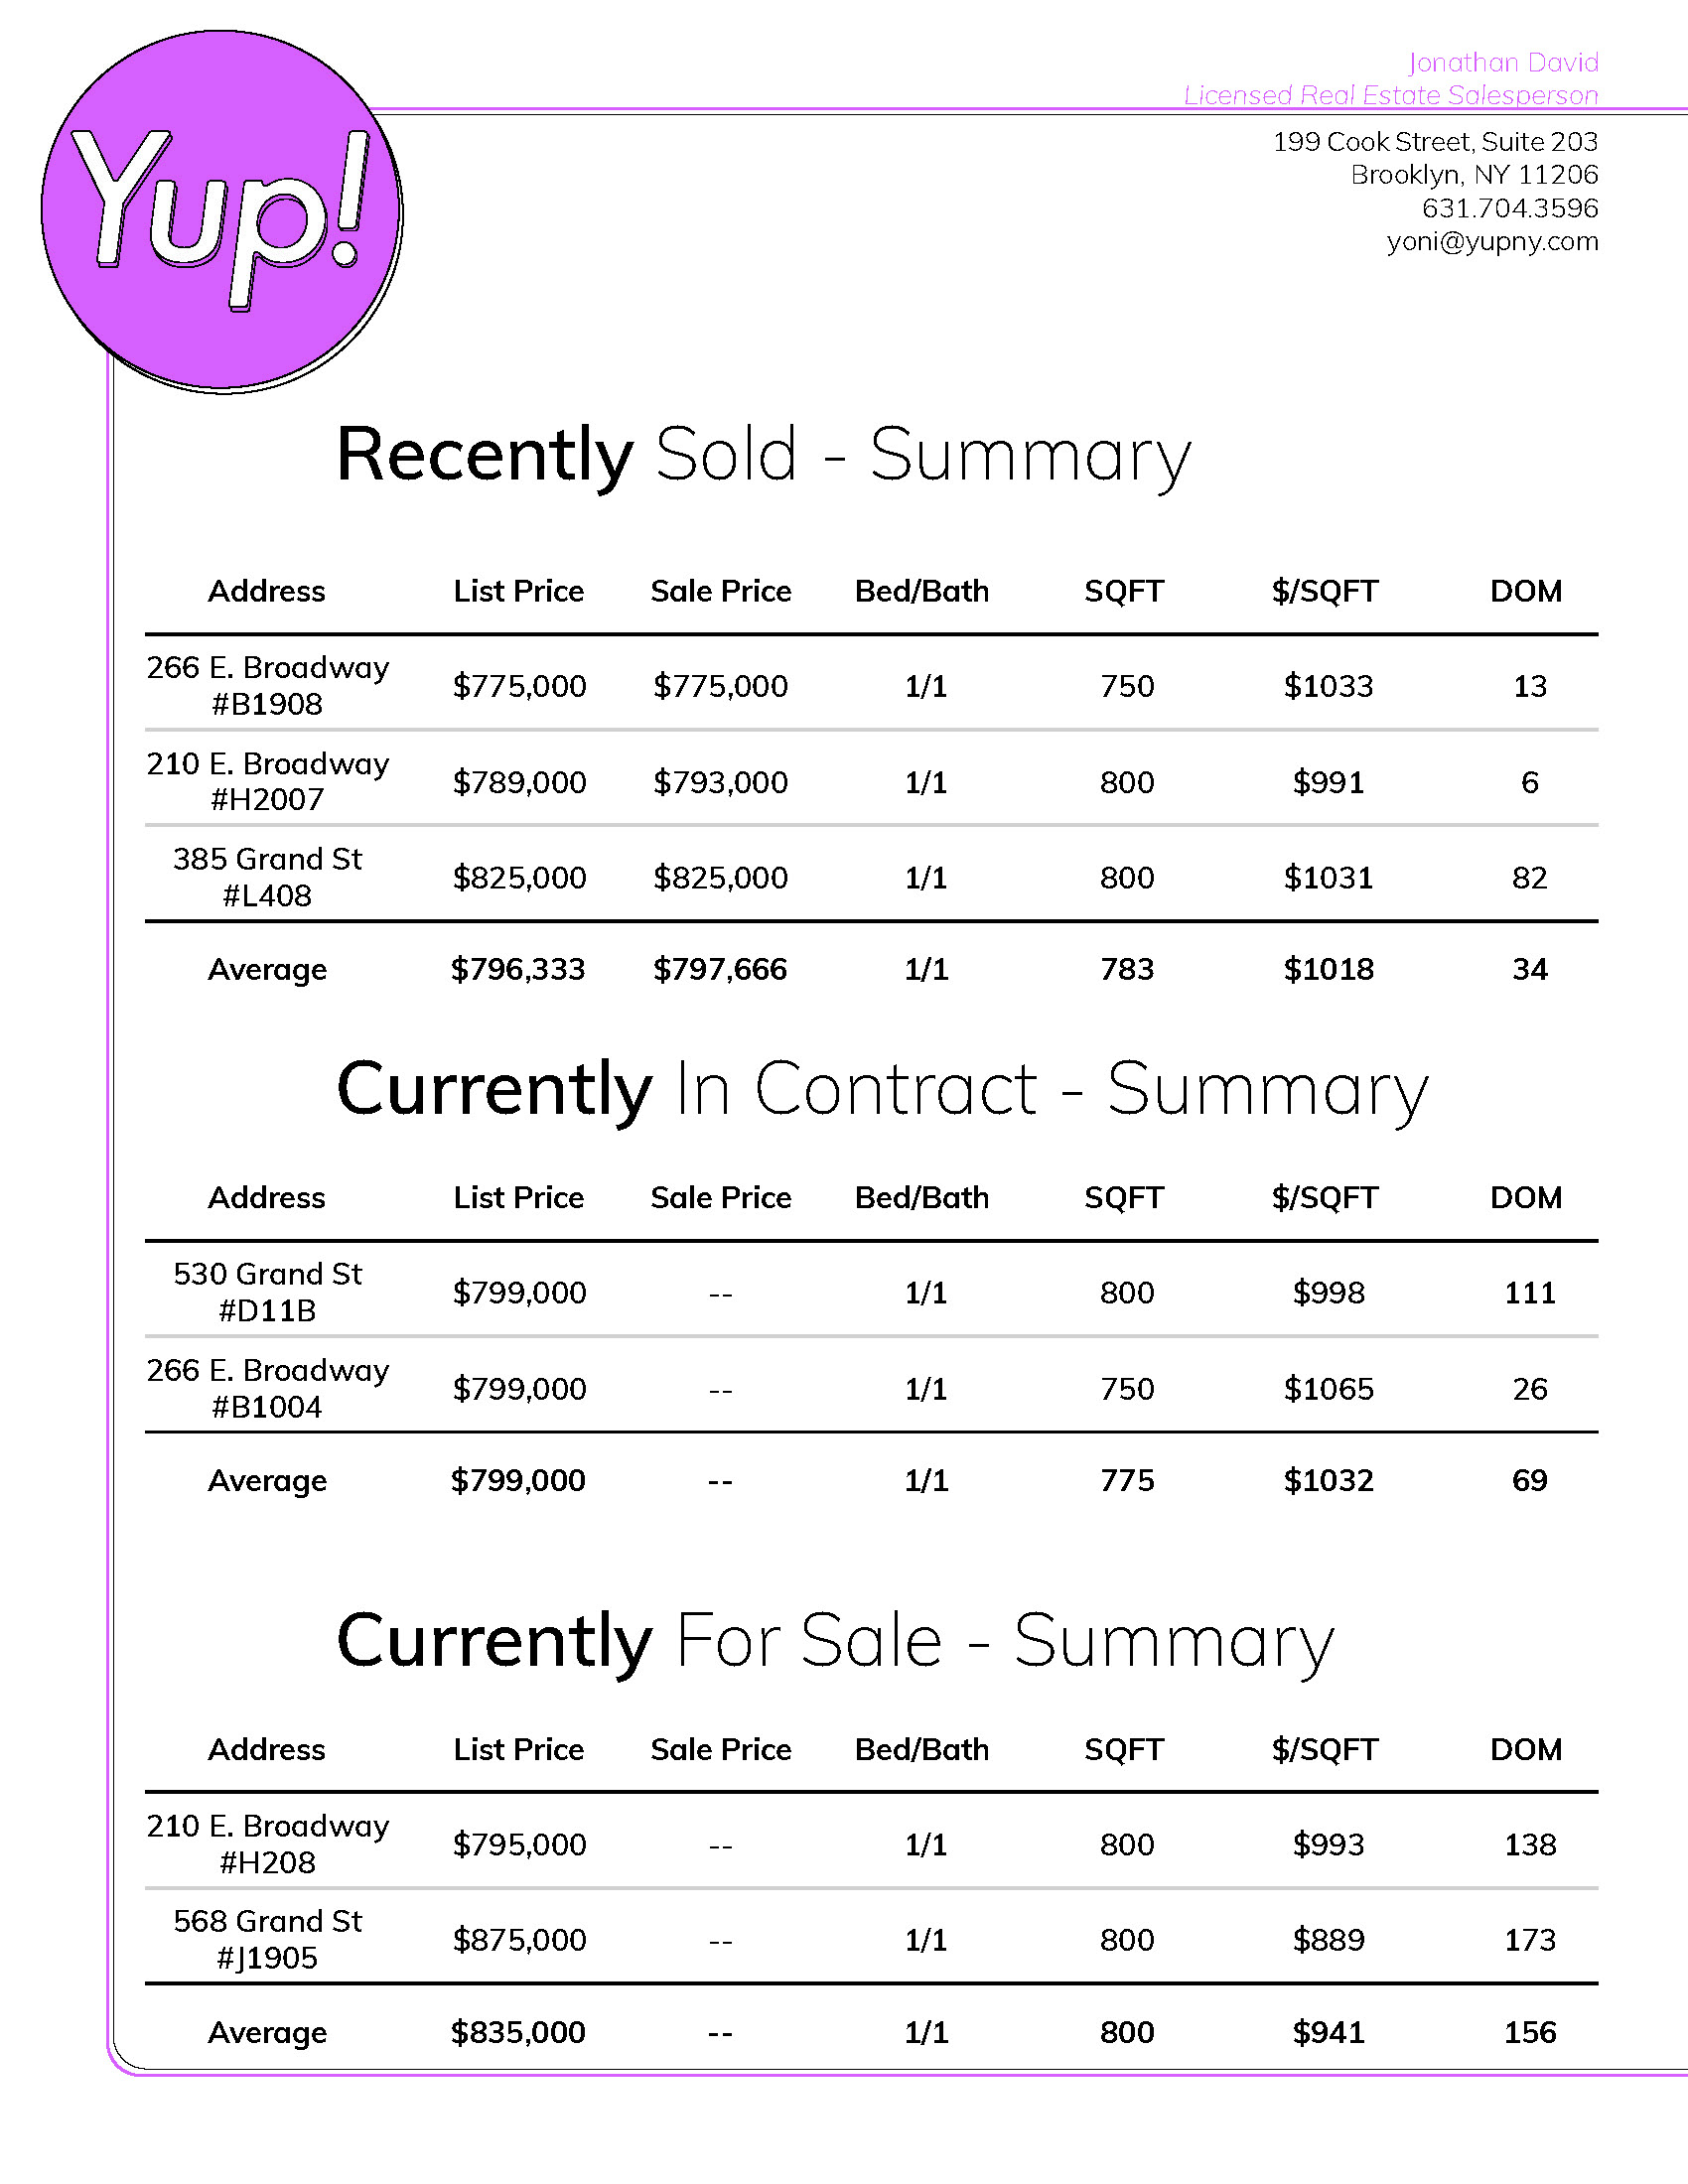 Yup!
Jonathan David
Licensed Real Estate Salesperson
199 Cook Street, Suite 203
Brooklyn, NY 11206
631.704.3596
yoni@yupny.com
Recently Sold - Summary
Address List Price Sale Price Bed/Bath SQFT $/SQFT DOM
266 E. Broadway
#B1908 $775,000 $775,000 1/1 750 $1033 13
210 E. Broadway
#H2007 $789,000 $793,000 1/1 800 $991 6
385 Grand St
#L408 $825,000 $825,000 1/1 800 $1031 82
Average $796,333 $797,666 1/1 783 $1018 34
Currently In Contract - Summary
Address List Price Sale Price Bed/Bath SQFT $/SQFT DOM
530 Grand St
#D11B $799,000 -- 1/1 800 $998 111
266 E. Broadway
#B1004 $799,000 -- 1/1 750 $1065 26
Average $799,000 -- 1/1 775 $1032 69
Currently For Sale - Summary
Address List Price Sale Price Bed/Bath SQFT $/SQFT DOM
210 E. Broadway
#H208 $795,000 -- 1/1 800 $993 138
568 Grand St
#J1905 $875,000 -- 1/1 800 $889 173
Average $835,000 -- 1/1 800 $941 156